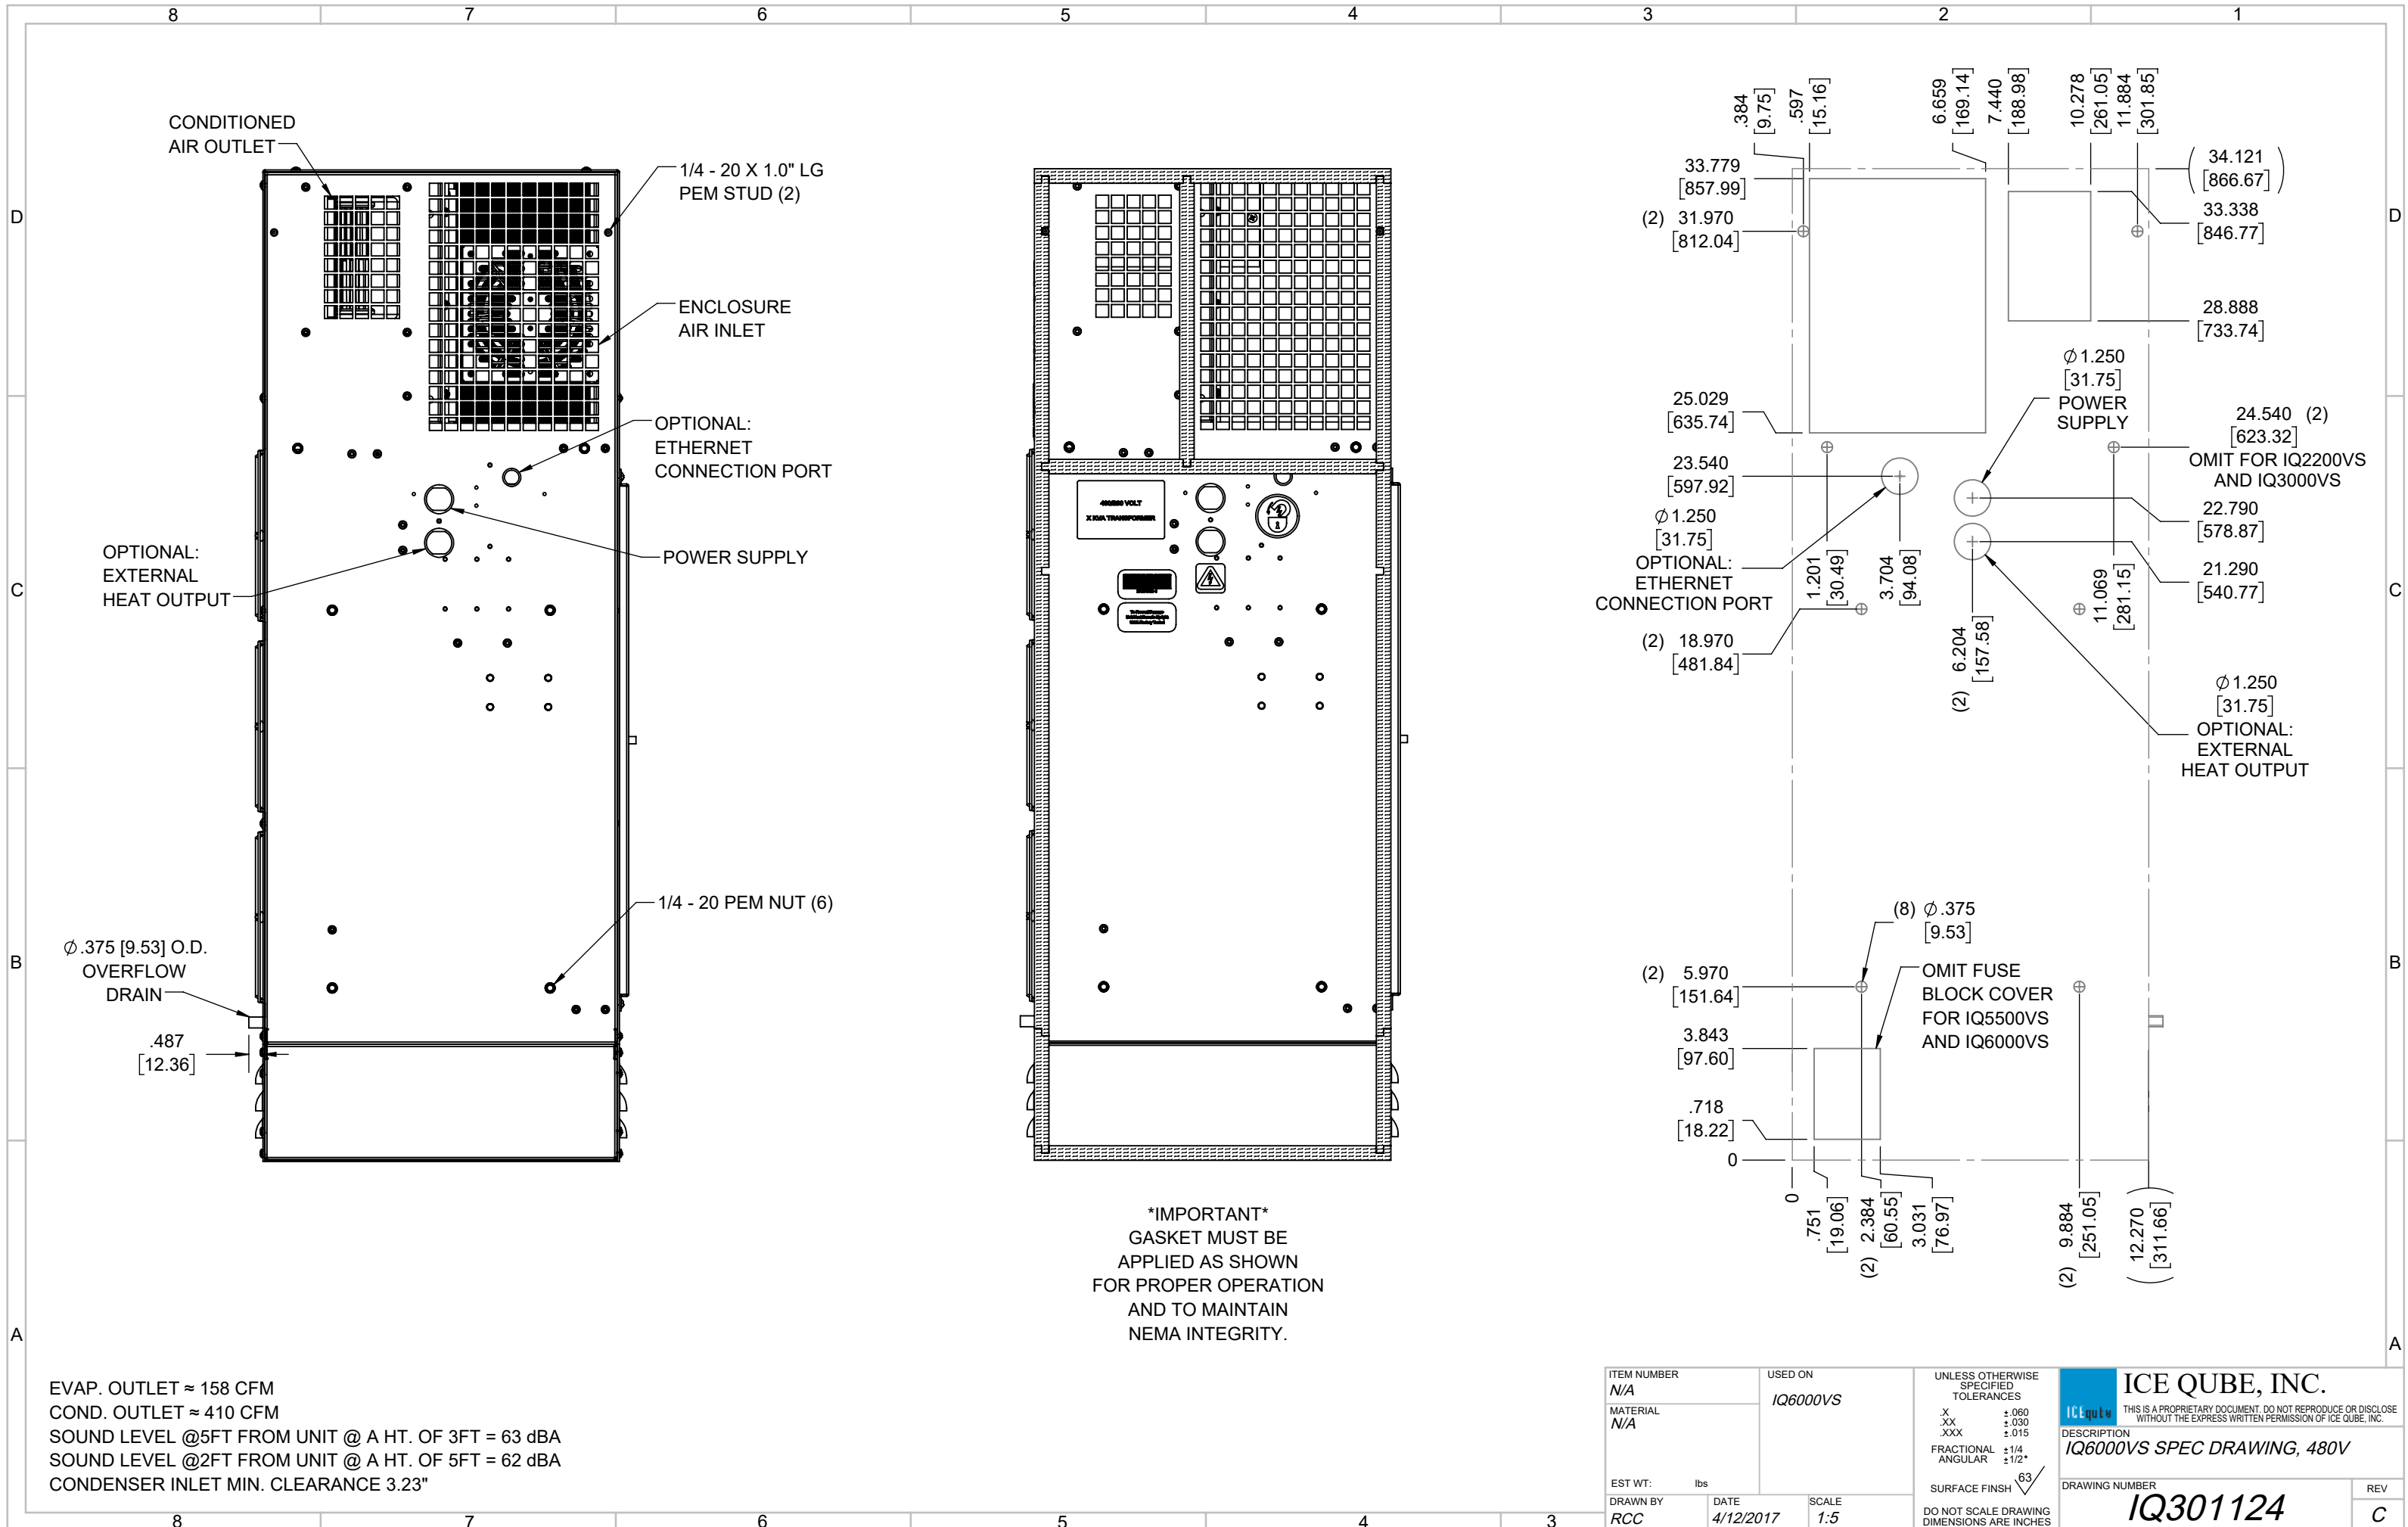 8 7 6 5 4 3 2 1
D
C
B
A
CONDITIONED
AIR OUTLET
1/4 - 20 X 1.0" LG
PEM STUD (2)
ENCLOSURE
AIR INLET
OPTIONAL:
ETHERNET
CONNECTION PORT
POWER SUPPLY
OPTIONAL:
EXTERNAL
HEAT OUTPUT
1/4 - 20 PEM NUT (6)
∅.375 [9.53] O.D.
OVERFLOW
DRAIN
.487
[12.36]
X KVA TRANSFORMER
*IMPORTANT*
GASKET MUST BE
APPLIED AS SHOWN
FOR PROPER OPERATION
AND TO MAINTAIN
NEMA INTEGRITY.
.384
[9.75]
.597
[15.16]
6.659
[169.14]
7.440
[188.98]
10.278
[261.05]
11.884
[301.85]
33.779
[857.99]
(2) 31.970
[812.04]
(34.121)
[866.67]
33.338
[846.77]
28.888
[733.74]
∅1.250
[31.75]
POWER
SUPPLY
25.029
[635.74]
24.540 (2)
[623.32]
OMIT FOR IQ2200VS
AND IQ3000VS
23.540
[597.92]
∅1.250
[31.75]
OPTIONAL:
ETHERNET
CONNECTION PORT
1.201
[30.49]
3.704
[94.08]
22.790
[578.87]
21.290
[540.77]
11.069
[281.15]
(2) 18.970
[481.84]
(2) 6.204
[157.58]
∅1.250
[31.75]
OPTIONAL:
EXTERNAL
HEAT OUTPUT
(8) ∅.375
[9.53]
OMIT FUSE
BLOCK COVER
FOR IQ5500VS
AND IQ6000VS
(2) 5.970
[151.64]
3.843
[97.60]
.718
[18.22]
0
0
.751
[19.06]
(2) 2.384
[60.55]
3.031
[76.97]
(2) 9.884
[251.05]
(12.270)
[311.66]
D
C
B
A
EVAP. OUTLET ≈ 158 CFM
COND. OUTLET ≈ 410 CFM
SOUND LEVEL @5FT FROM UNIT @ A HT. OF 3FT = 63 dBA
SOUND LEVEL @2FT FROM UNIT @ A HT. OF 5FT = 62 dBA
CONDENSER INLET MIN. CLEARANCE 3.23"
ITEM NUMBER
N/A
MATERIAL
N/A
EST WT: lbs
USED ON
IQ6000VS
DRAWN BY
RCC
DATE
4/12/2017
SCALE
1:5
UNLESS OTHERWISE
SPECIFIED
TOLERANCES
.X ±.060
.XX ±.030
.XXX ±.015
FRACTIONAL ±1/4
ANGULAR ±1/2°
SURFACE FINSH 63
DO NOT SCALE DRAWING
DIMENSIONS ARE INCHES
ICEqube
ICE QUBE, INC.
THIS IS A PROPRIETARY DOCUMENT. DO NOT REPRODUCE OR DISCLOSE
WITHOUT THE EXPRESS WRITTEN PERMISSION OF ICE QUBE, INC.
DESCRIPTION
IQ6000VS SPEC DRAWING, 480V
DRAWING NUMBER
IQ301124
REV
C
8 7 6 5 4 3